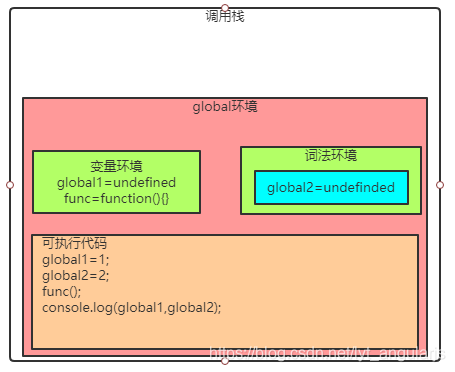 调用栈
global环境
变量环境
global1=undefined
func=function(){}
词法环境
global2=undefinded
可执行代码
global1=1;
global2=2;
func();
console.log(global1,global2);
https://blog.csdn.net/lyt_angularjs